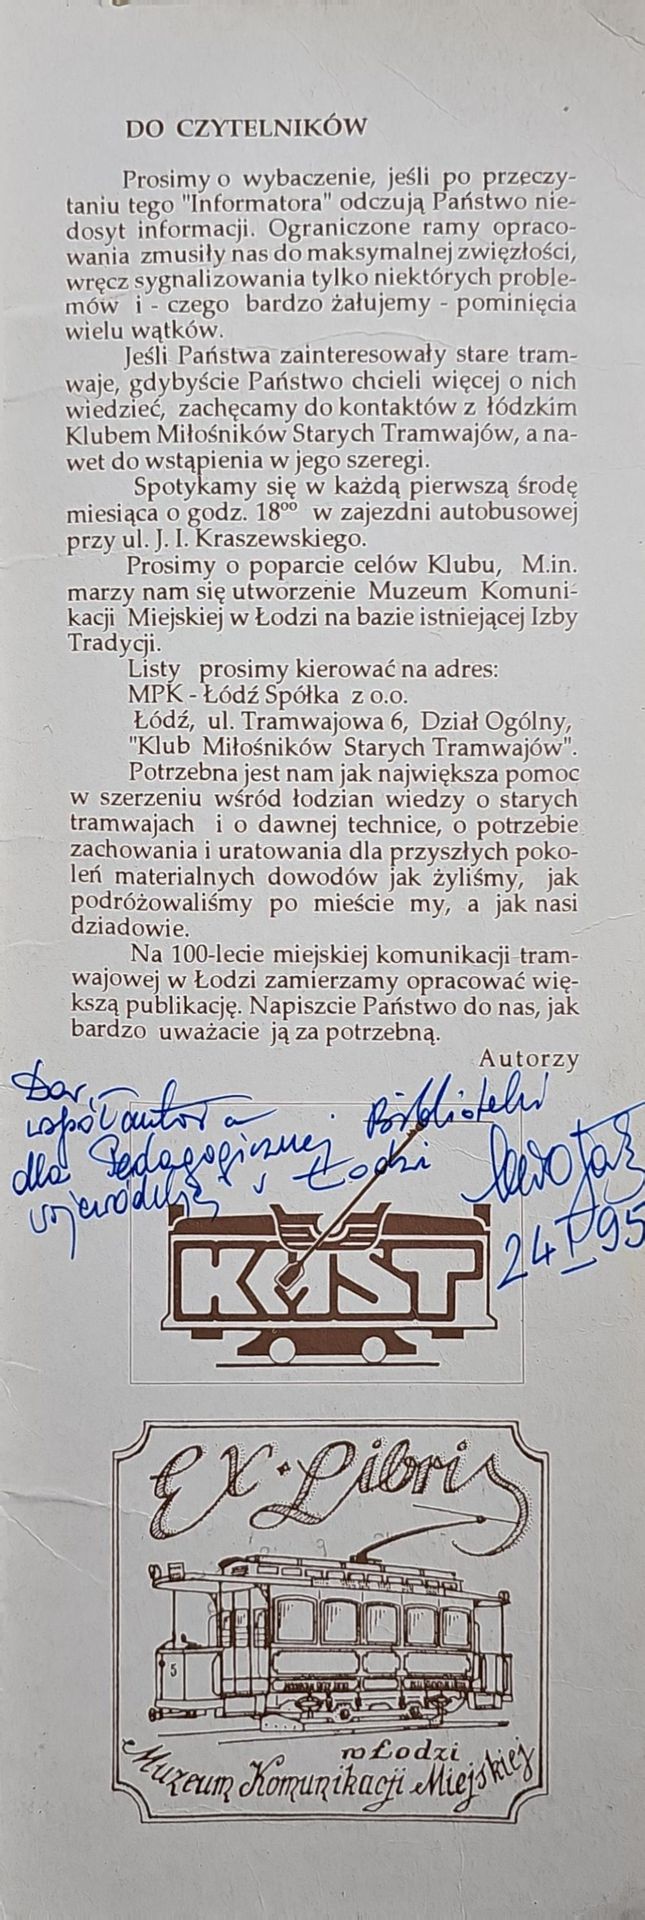 DO CZYTELNIKÓW
Prosimy o wybaczenie, jeśli po przeczy-
taniu tego "Informatora" odczują Państwo nie-
dosyt informacji. Ograniczone ramy opraco-
wania zmusiły nas do maksymalnej zwięzłości,
wręcz sygnalizowania tylko niektórych proble-
mów i - czego bardzo żałujemy - pominięcia
wielu wątków.
Jeśli Państwa zainteresowały stare tram-
waje, gdybyście Państwo chcieli więcej o nich
wiedzieć, zachęcamy do kontaktów z łódzkim
Klubem Miłośników Starych Tramwajów, a na-
wet do wstąpienia w jego szeregi.
Spotykamy się w każdą pierwszą środę
miesiąca o godz. 18⁰⁰ w zajezdni autobusowej
przy ul. J. I. Kraszewskiego.
Prosimy o poparcie celów Klubu, M.in.
marzy nam się utworzenie Muzeum Komuni-
kacji Miejskiej w Łodzi na bazie istniejącej Izby
Tradycji.
Listy prosimy kierować na adres:
MPK - Łódź Spółka z o.o.
Łódź, ul. Tramwajowa 6, Dział Ogólny,
"Klub Miłośników Starych Tramwajów".
Potrzebna jest nam jak największa pomoc
w szerzeniu wśród łodzian wiedzy o starych
tramwajach i o dawnej technice, o potrzebie
zachowania i uratowania dla przyszłych poko-
leń materialnych dowodów jak żyliśmy, jak
podróżowaliśmy po mieście my, a jak nasi
dziadowie.
Na 100-lecie miejskiej komunikacji tram-
wajowej w Łodzi zamierzamy opracować wię-
kszą publikację. Napiszcie Państwo do nas, jak
bardzo uważacie ją za potrzebną.
Autorzy
Dar
współautora
dla Pedagogicznej Biblioteki
w Łodzi
24 I 95
KMST
Ex • Libris
5
w Łodzi
Muzeum Komunikacji Miejskiej